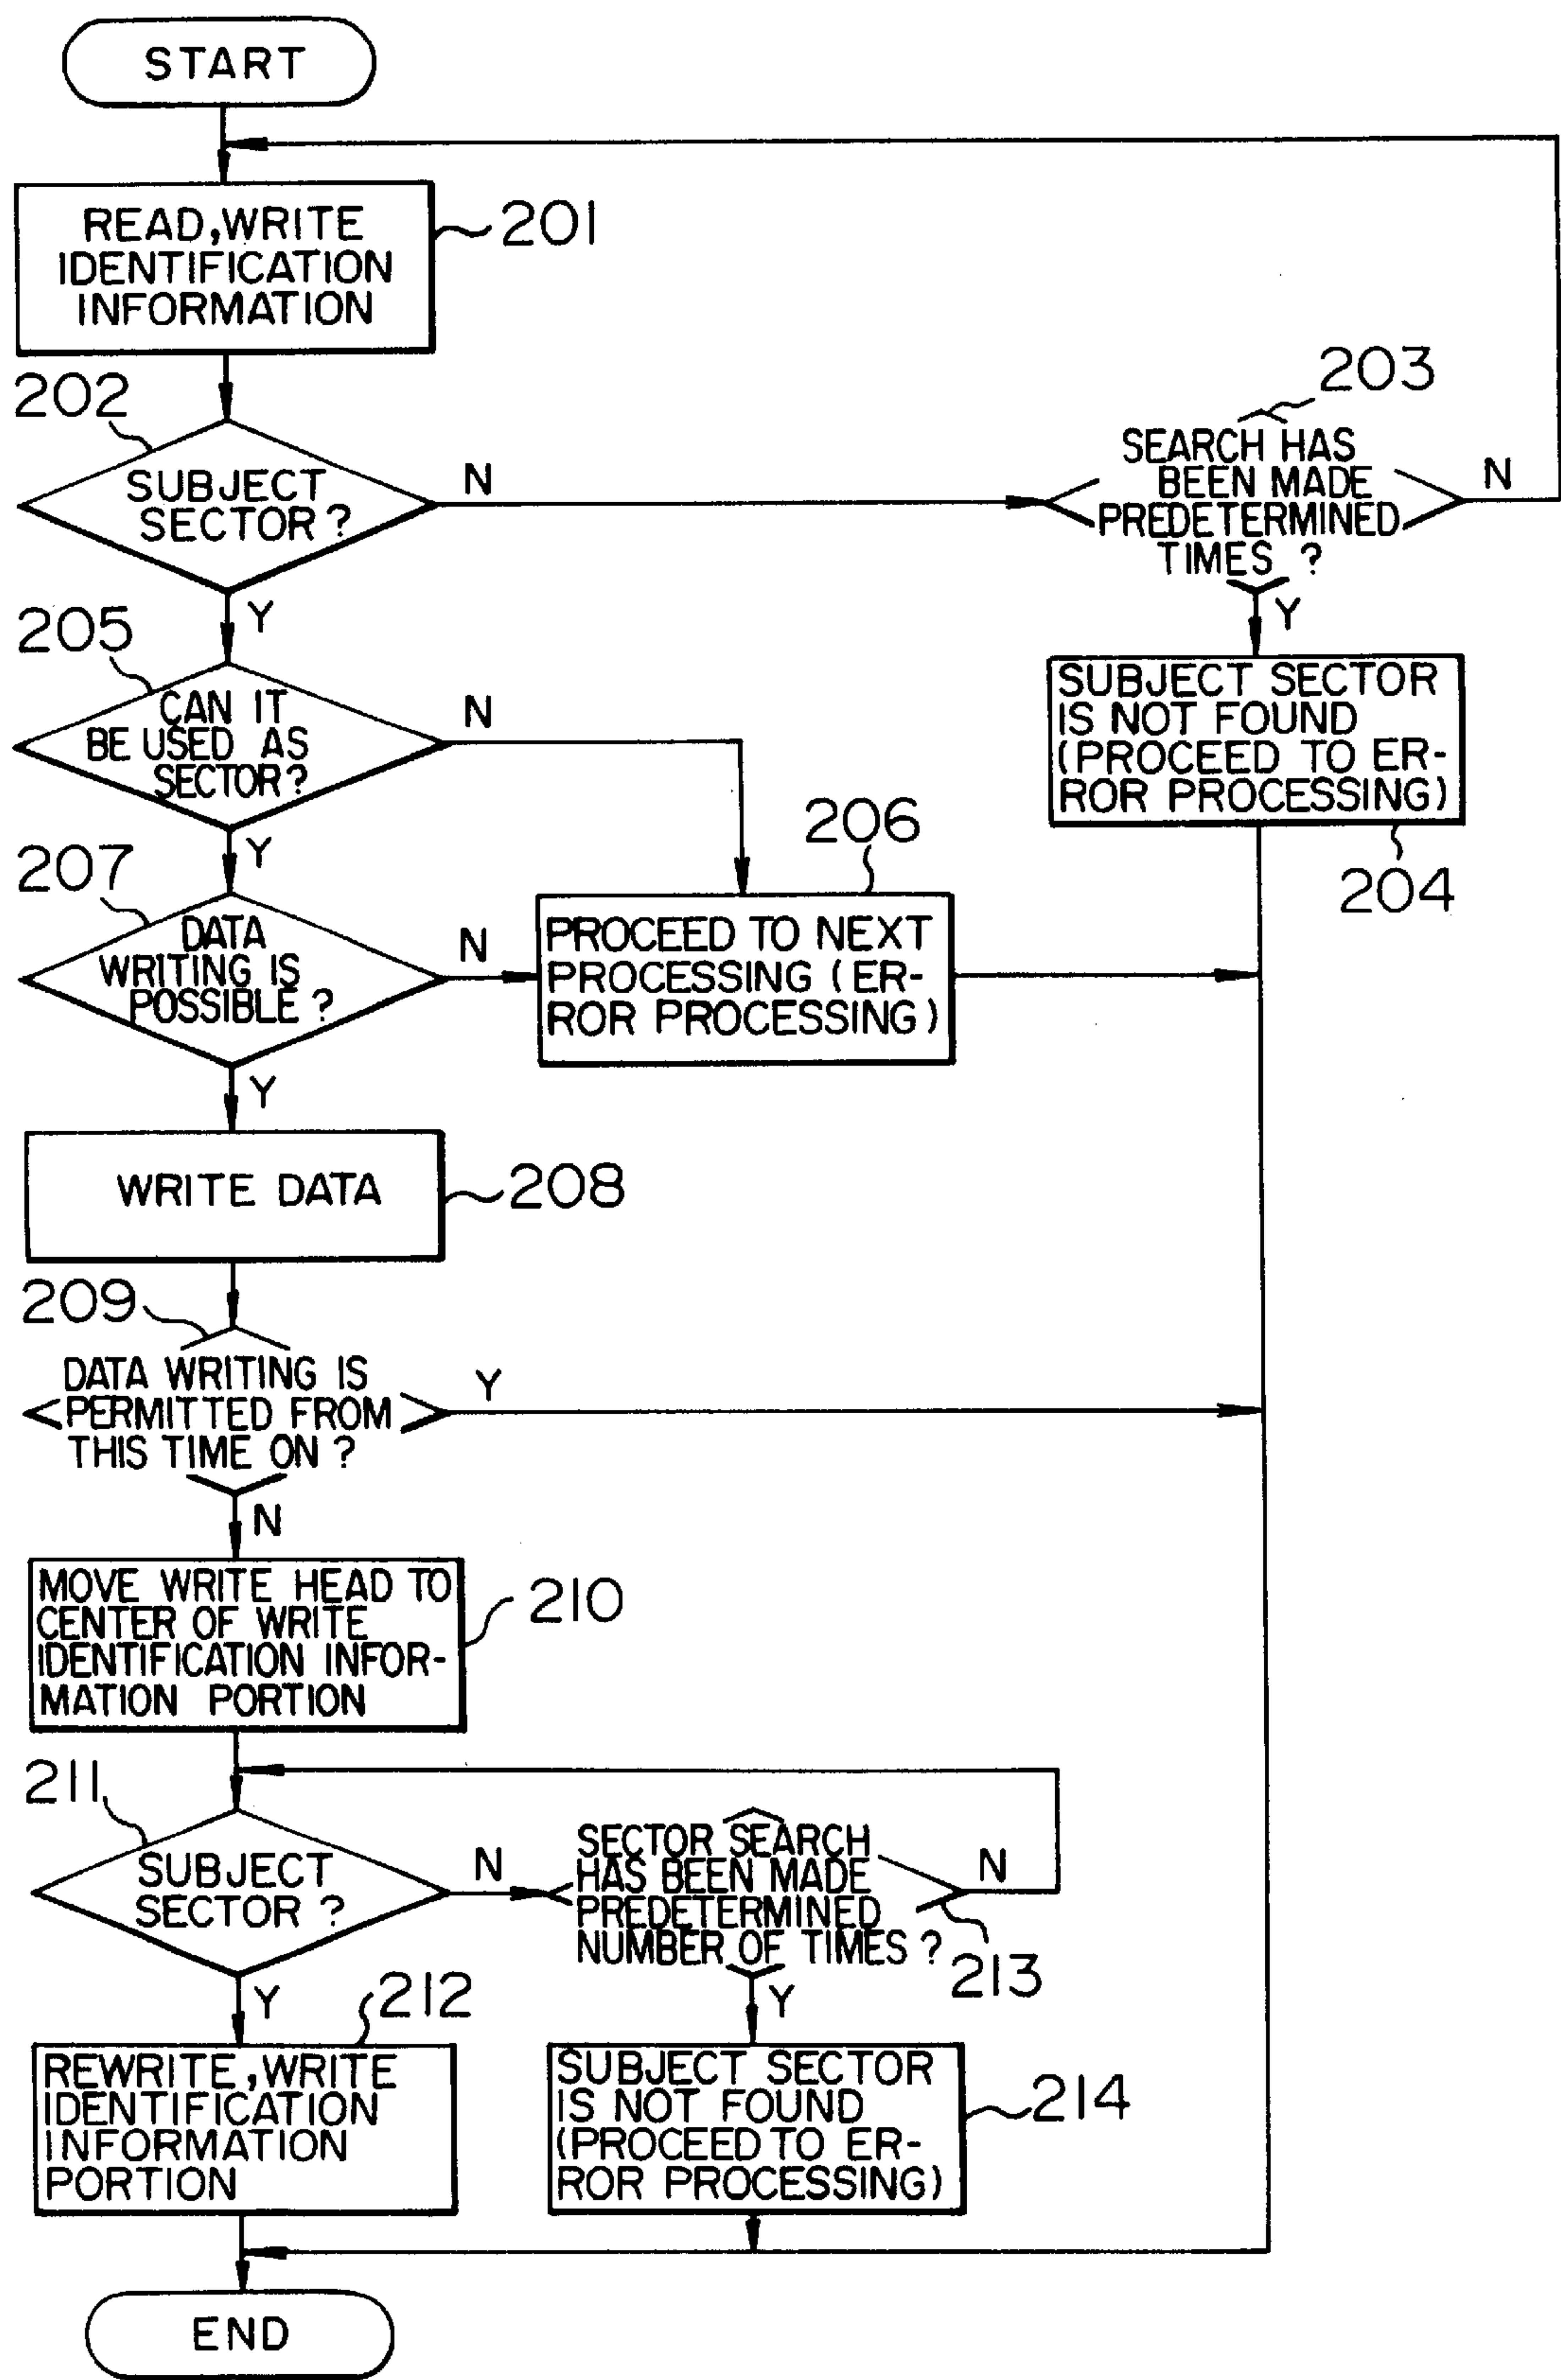 START
READ,WRITE
IDENTIFICATION
INFORMATION
201
202
SUBJECT
SECTOR?
N
203
SEARCH HAS
BEEN MADE
PREDETERMINED
TIMES ?
N
Y
Y
205
CAN IT
BE USED AS
SECTOR?
N
SUBJECT SECTOR
IS NOT FOUND
(PROCEED TO ER-
ROR PROCESSING)
204
Y
207
DATA
WRITING IS
POSSIBLE ?
N
206
PROCEED TO NEXT
PROCESSING (ER-
ROR PROCESSING)
Y
WRITE DATA
208
209
DATA WRITING IS
PERMITTED FROM
THIS TIME ON ?
Y
N
MOVE WRITE HEAD TO
CENTER OF WRITE
IDENTIFICATION INFOR-
MATION PORTION
210
211
SUBJECT
SECTOR ?
N
SECTOR SEARCH
HAS BEEN MADE
PREDETERMINED
NUMBER OF TIMES ?
N
213
Y
212
Y
REWRITE,WRITE
IDENTIFICATION
INFORMATION
PORTION
SUBJECT SECTOR
IS NOT FOUND
(PROCEED TO ER-
ROR PROCESSING)
214
END